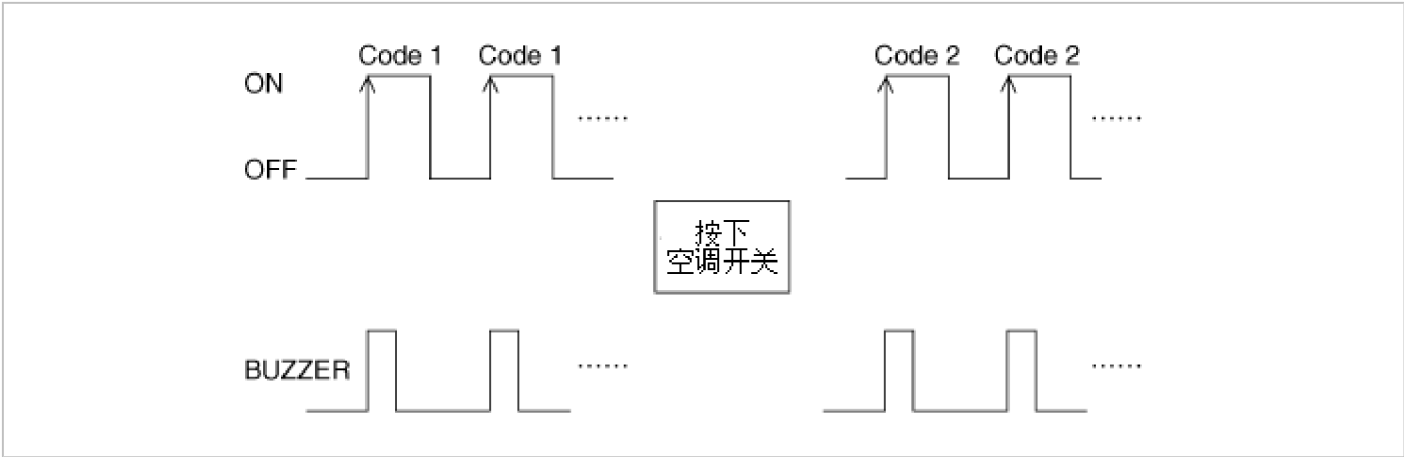 Code 1 Code 1 Code 2 Code 2
ON
······ ······
OFF
按下
空调开关
BUZZER ······ ······